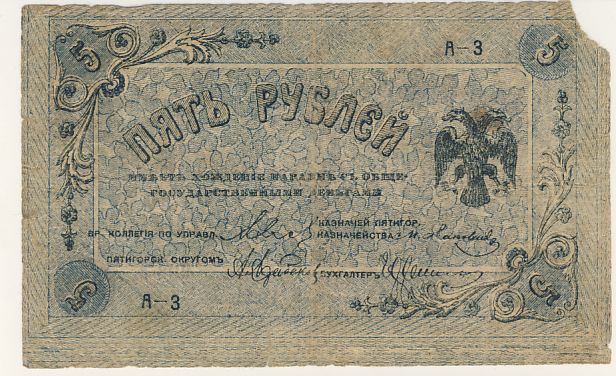 5 А-3 5
ПЯТЬ РУБЛЕЙ
ИМѢЕТЪ ХОЖДЕНІЕ НАРАВНѢ СЪ ОБЩЕ-
ГОСУДАРСТВЕННЫМИ ДЕНЬГАМИ
ВР. КОЛЛЕГІЯ ПО УПРАВЛ.
ПЯТИГОРСК. ОКРУГОМЪ
КАЗНАЧЕЙ ПЯТИГОР.
КАЗНАЧЕЙСТВА
БУХГАЛТЕРЪ
5 А-3 5